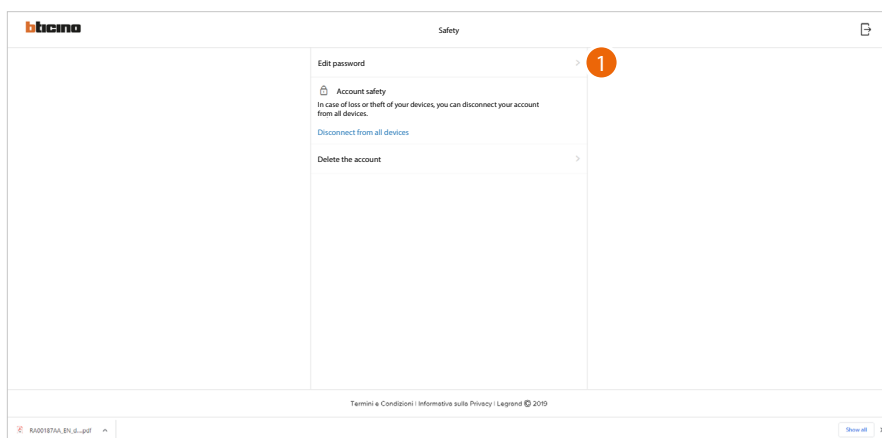 bticino
Safety
Edit password
1
Account safety
In case of loss or theft of your devices, you can disconnect your account
from all devices.
Disconnect from all devices
Delete the account
Termini e Condizioni | Informativa sulla Privacy | Legrand © 2019
RA00187AA_EN_d....pdf
Show all